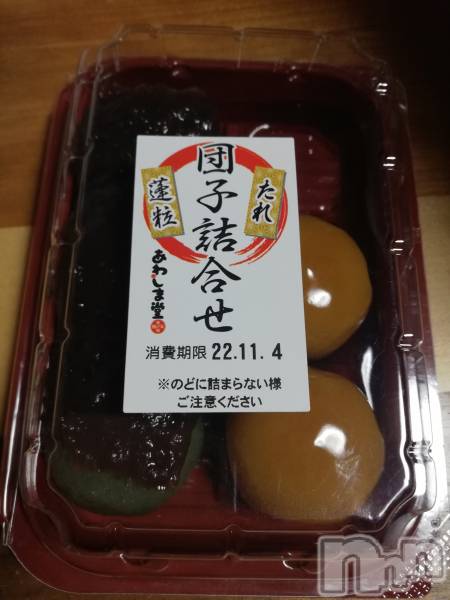 団子詰合せ
たれ
蓬粒
あわしま堂
消費期限 22.11.4
※のどに詰まらない様
ご注意ください